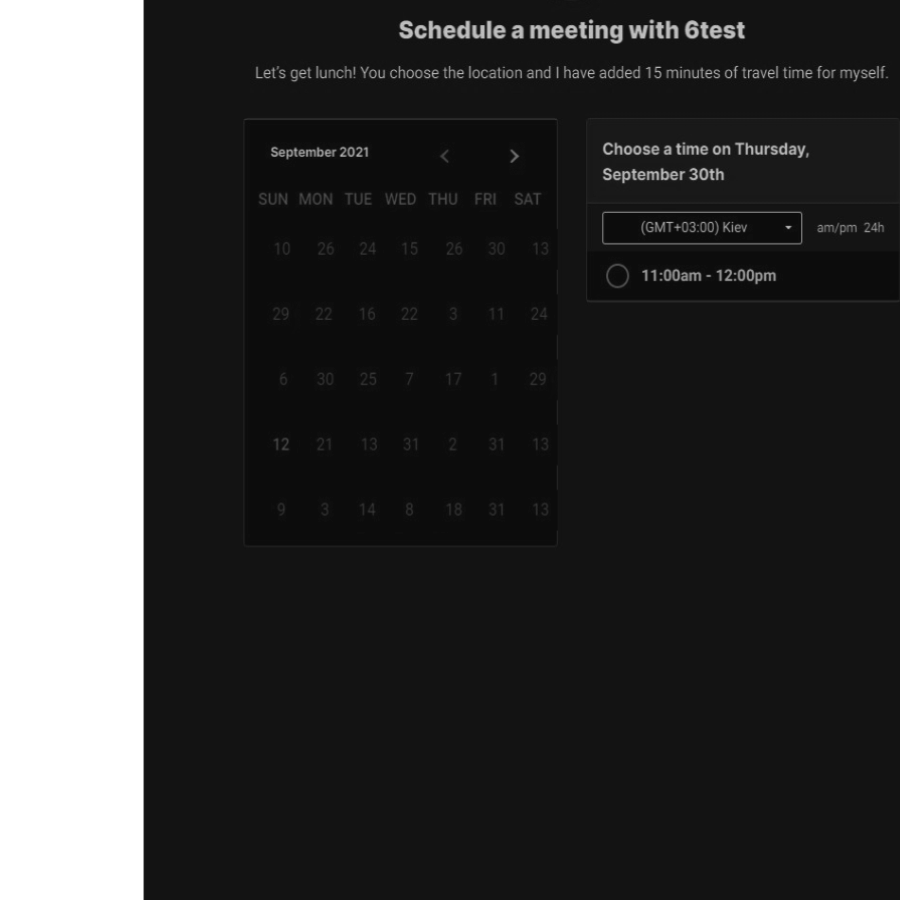 Schedule a meeting with 6test
Let's get lunch! You choose the location and I have added 15 minutes of travel time for myself.
September 2021
SUN MON TUE WED THU FRI SAT
10 26 24 15 26 30 13
29 22 16 22 3 11 24
6 30 25 7 17 1 29
12 21 13 31 2 31 13
9 3 14 8 18 31 13
Choose a time on Thursday,
September 30th
(GMT+03:00) Kiev am/pm 24h
11:00am - 12:00pm